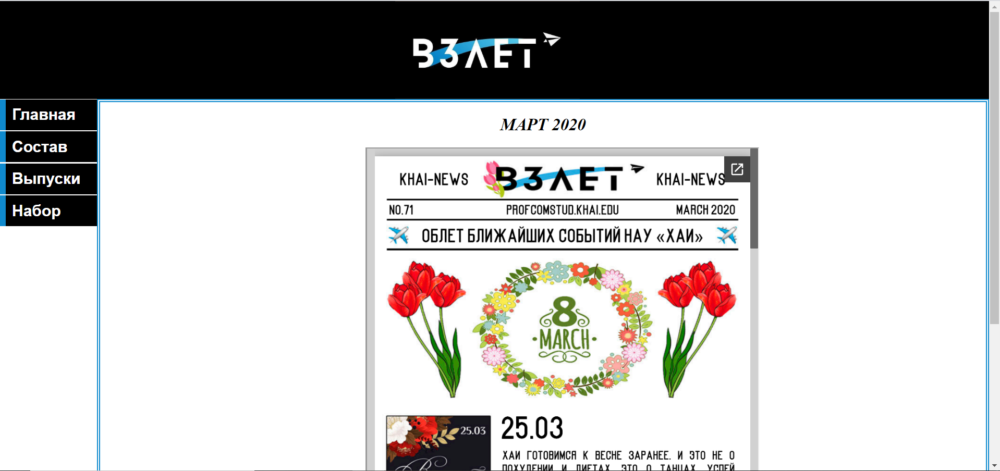 ВЗЛЕТ
Главная
Состав
Выпуски
Набор
МАРТ 2020
KHAI-NEWS ВЗЛЕТ KHAI-NEWS
NO.71 PROFCOMSTUD.KHAI.EDU MARCH 2020
ОБЛЕТ БЛИЖАЙШИХ СОБЫТИЙ НАУ «ХАИ»
8
MARCH
25.03
25.03
ХАИ ГОТОВИМСЯ К ВЕСНЕ ЗАРАНЕЕ. И ЭТО НЕ О
ПОХУДЕНИИ И ДИЕТАХ, ЭТО О ТАНЦАХ. УСПЕЙ